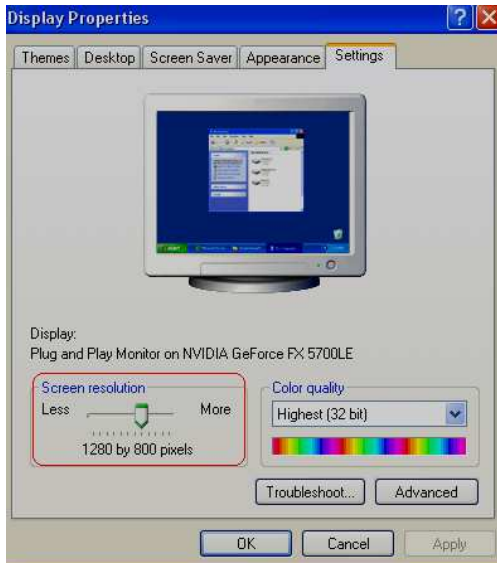 Display Properties
Themes Desktop Screen Saver Appearance Settings
Display:
Plug and Play Monitor on NVIDIA GeForce FX 5700LE
Screen resolution
Less More
1280 by 800 pixels
Color quality
Highest (32 bit)
Troubleshoot... Advanced
OK Cancel Apply